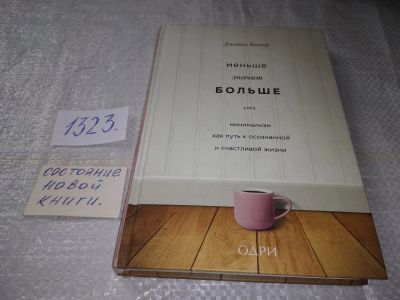 Джошуа Беккер
меньше
значит
БОЛЬШЕ
(∞)
минимализм
как путь к осознанной
и счастливой жизни
ОДРИ
1323.
состояние
новой
книги.